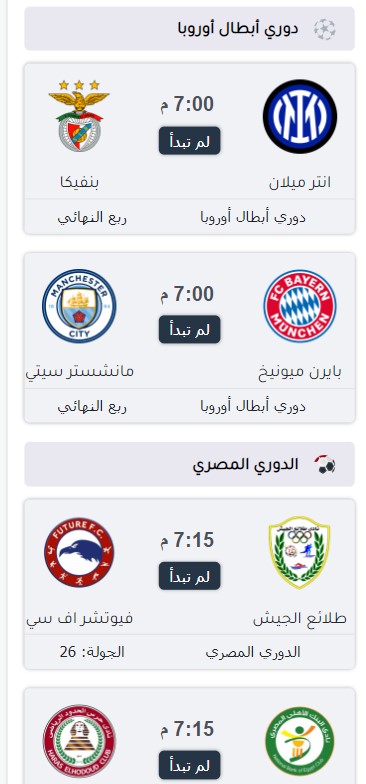 دوري أبطال أوروبا
7:00 م
لم تبدأ
انتر ميلان
بنفيكا
دوري أبطال أوروبا
ربع النهائي
FC BAYERN
MÜNCHEN
7:00 م
لم تبدأ
MANCHESTER
CITY
بايرن ميونيخ
مانشستر سيتي
دوري أبطال أوروبا
ربع النهائي
الدوري المصري
7:15 م
لم تبدأ
FUTURE F.C.
طلائع الجيش
فيوتشر اف سي
الدوري المصري
الجولة: 26
7:15 م
لم تبدأ
HARAS ELHODOUD CLUB